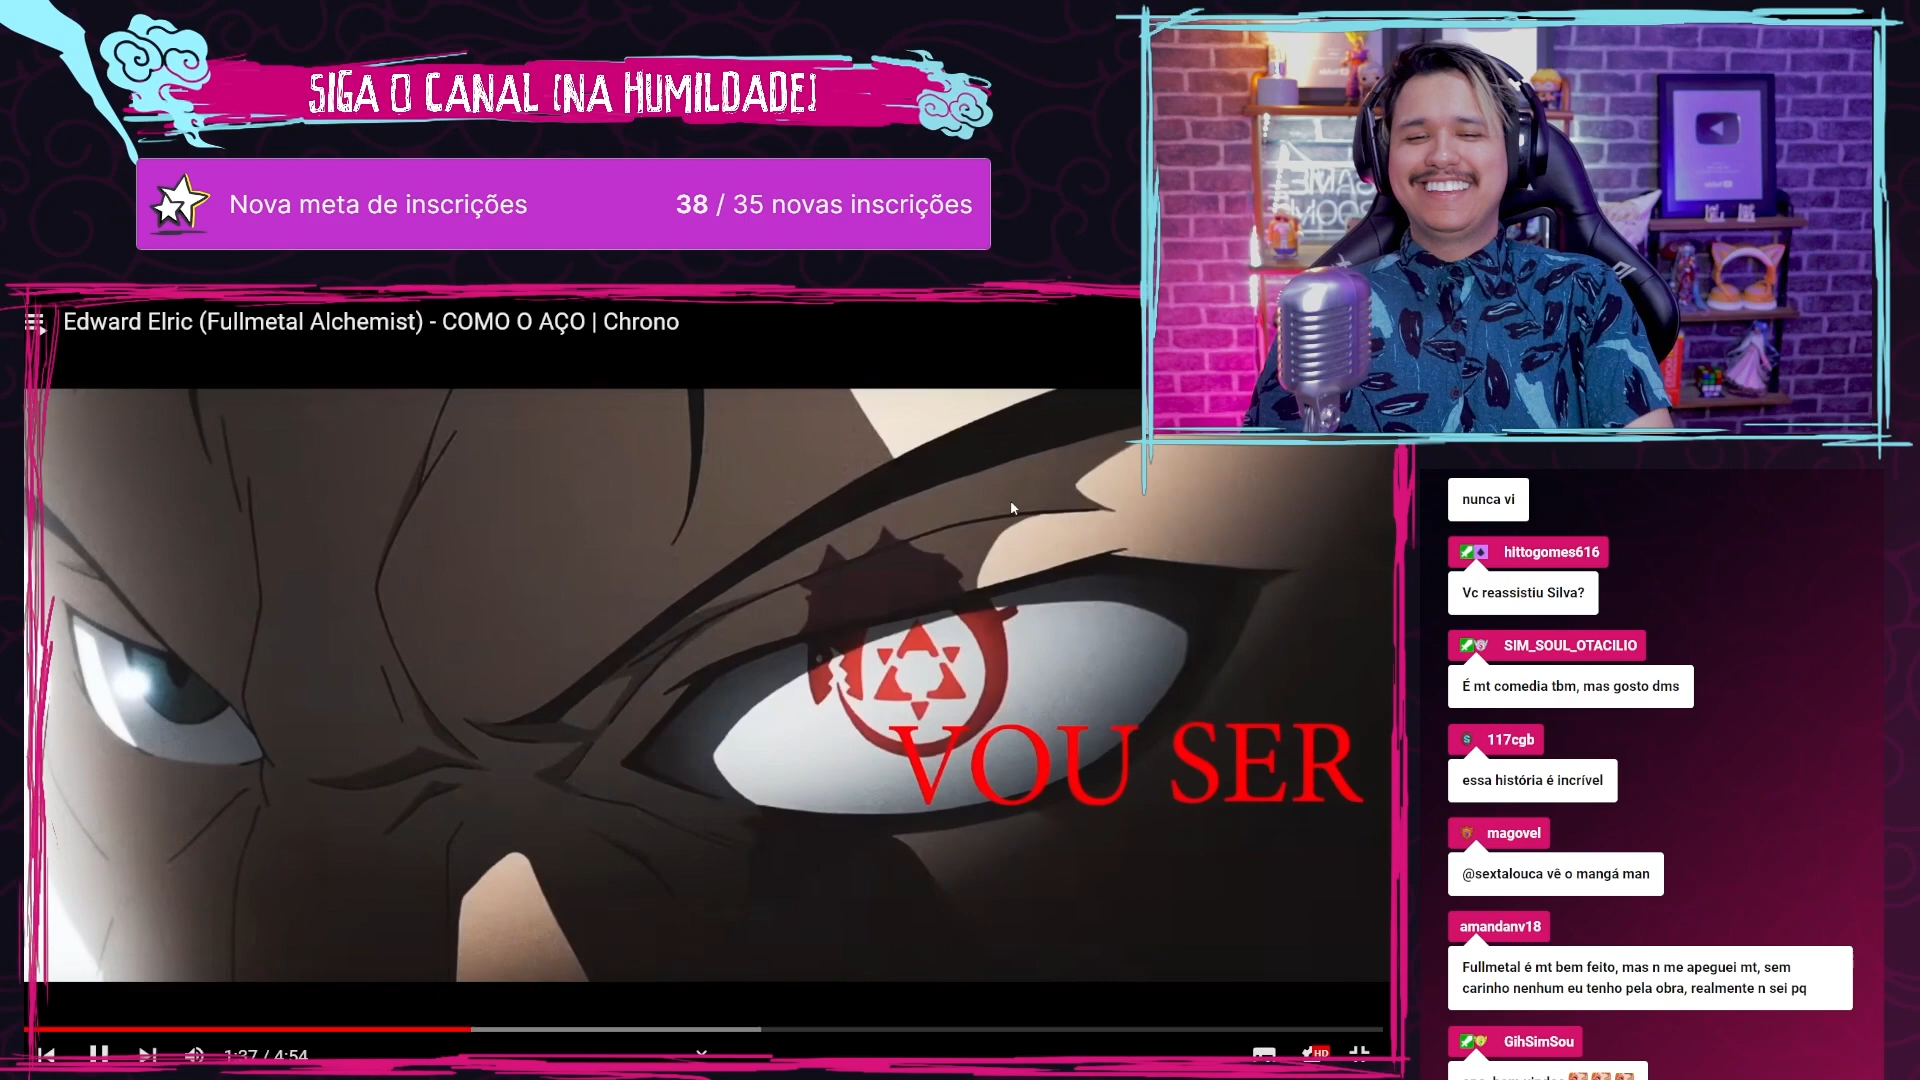 SIGA O CANAL (NA HUMILDADE)
Nova meta de inscrições
38 / 35 novas inscrições
Edward Elric (Fullmetal Alchemist) - COMO O AÇO | Chrono
VOU SER
1:37 / 4:54
HD
nunca vi
hittogomes616
Vc reassistiu Silva?
SIM_SOUL_OTACILIO
É mt comedia tbm, mas gosto dms
117cgb
essa história é incrível
magovel
@sextalouca vê o mangá man
amandanv18
Fullmetal é mt bem feito, mas n me apeguei mt, sem
carinho nenhum eu tenho pela obra, realmente n sei pq
GihSimSou